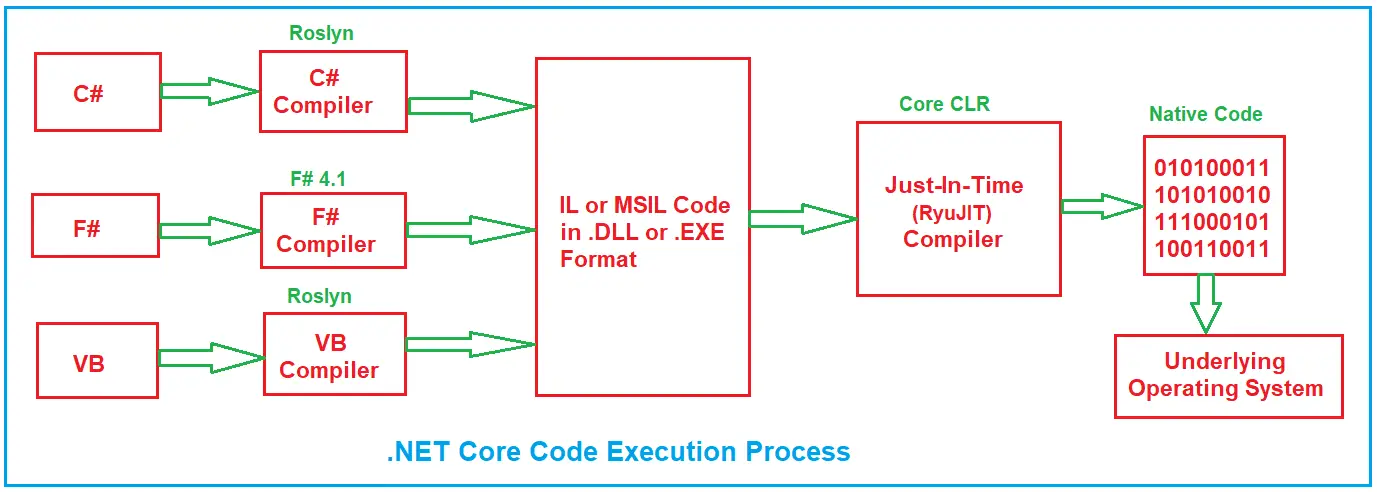 Roslyn
C#
C#
Compiler
F# 4.1
F#
F#
Compiler
Roslyn
VB
VB
Compiler
IL or MSIL Code
in .DLL or .EXE
Format
Core CLR
Just-In-Time
(RyuJIT)
Compiler
Native Code
010100011
101010010
111000101
100110011
Underlying
Operating System
.NET Core Code Execution Process